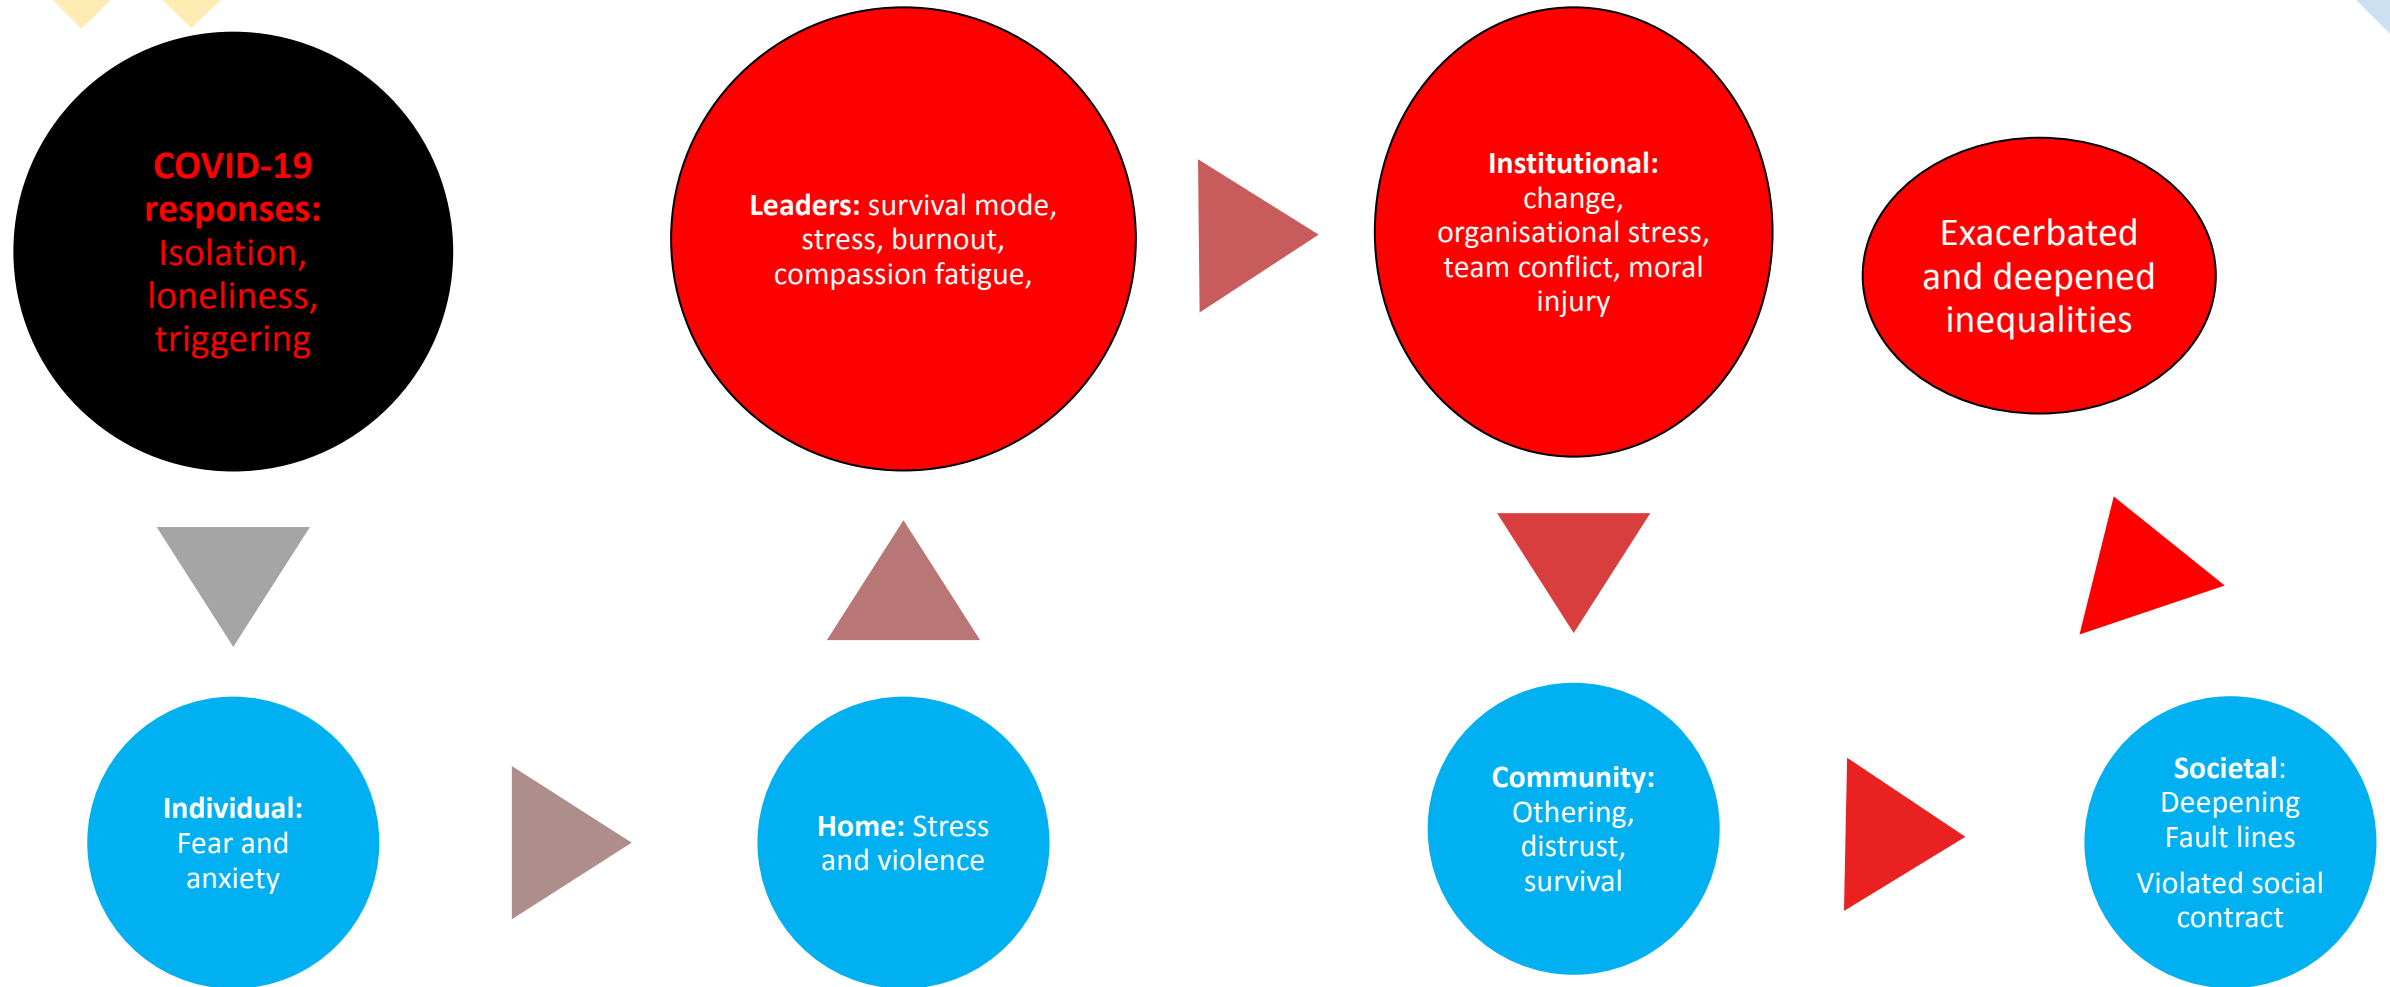 COVID-19
responses:
Isolation,
loneliness,
triggering
Individual:
Fear and
anxiety
Home: Stress
and violence
Leaders: survival mode,
stress, burnout,
compassion fatigue,
Institutional:
change,
organisational stress,
team conflict, moral
injury
Community:
Othering,
distrust,
survival
Societal:
Deepening
Fault lines
Violated social
contract
Exacerbated
and deepened
inequalities